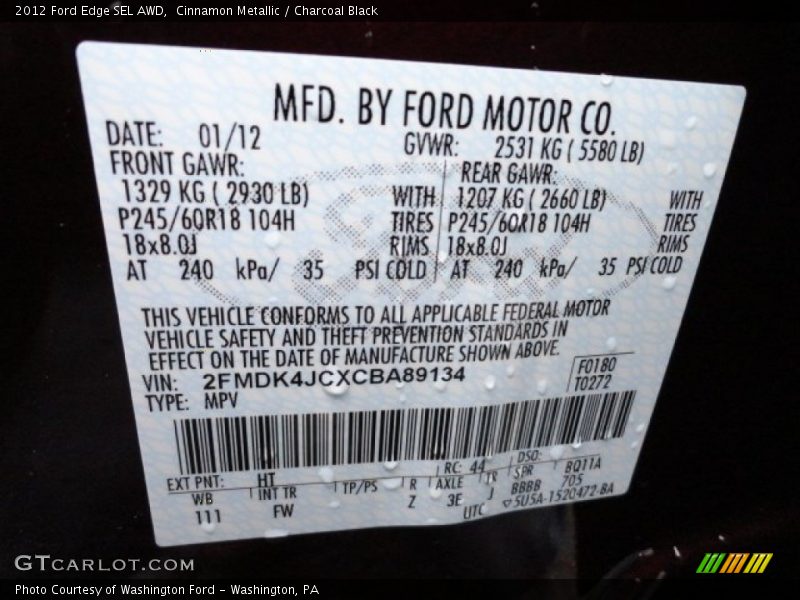 2012 Ford Edge SEL AWD, Cinnamon Metallic / Charcoal Black
MFD. BY FORD MOTOR CO.
DATE: 01/12 GVWR: 2531 KG ( 5580 LB)
FRONT GAWR: REAR GAWR:
1329 KG ( 2930 LB) WITH 1207 KG ( 2660 LB) WITH
P245/60R18 104H TIRES P245/60R18 104H TIRES
18x8.0J RIMS 18x8.0J RIMS
AT 240 kPa/ 35 PSI COLD AT 240 kPa/ 35 PSI COLD
THIS VEHICLE CONFORMS TO ALL APPLICABLE FEDERAL MOTOR
VEHICLE SAFETY AND THEFT PREVENTION STANDARDS IN
EFFECT ON THE DATE OF MANUFACTURE SHOWN ABOVE.
VIN: 2FMDK4JCXCBA89134 F0180
TYPE: MPV T0272
EXT PNT: HT RC: 44 DSO: BQ11A
WB INT TR TP/PS R AXLE TR SPR 705
111 FW Z 3E J BBBB
UTC 5U5A-1520472-BA
GTCARLOT.COM
Photo Courtesy of Washington Ford - Washington, PA